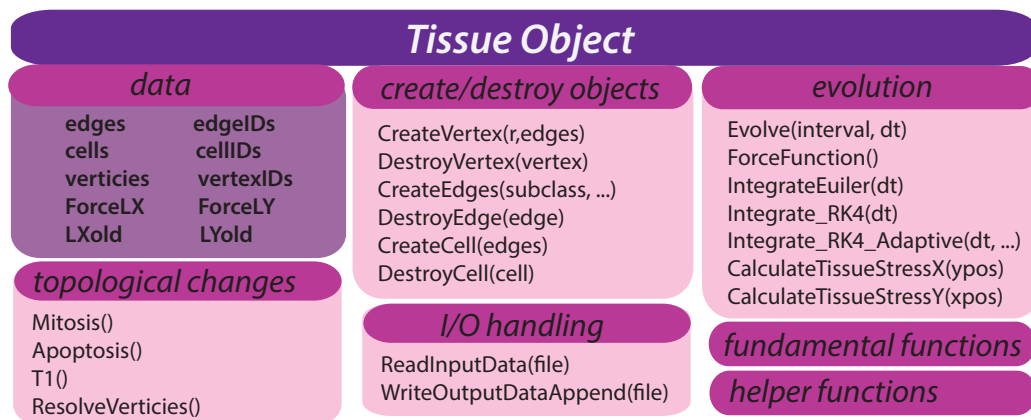 Tissue Object
data
edges edgeIDs
cells cellIDs
verticies vertexIDs
ForceLX ForceLY
LXold LYold
topological changes
Mitosis()
Apoptosis()
T1()
ResolveVerticies()
create/destroy objects
CreateVertex(r,edges)
DestroyVertex(vertex)
CreateEdges(subclass, ...)
DestroyEdge(edge)
CreateCell(edges)
DestroyCell(cell)
I/O handling
ReadInputData(file)
WriteOutputDataAppend(file)
evolution
Evolve(interval, dt)
ForceFunction()
IntegrateEuiler(dt)
Integrate_RK4(dt)
Integrate_RK4_Adaptive(dt, ...)
CalculateTissueStressX(ypos)
CalculateTissueStressY(xpos)
fundamental functions
helper functions